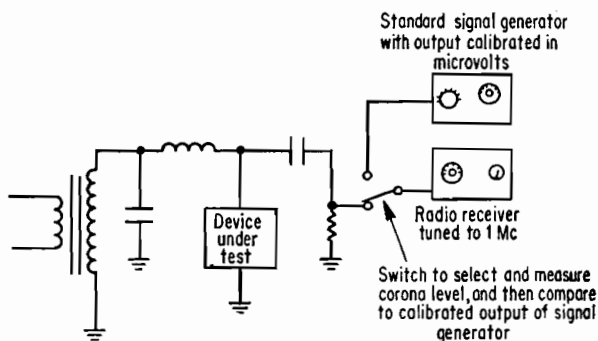 Standard signal generator
with output calibrated in
microvolts
Device
under
test
Radio receiver
tuned to 1 Mc
Switch to select and measure
corona level, and then compare
to calibrated output of signal
generator